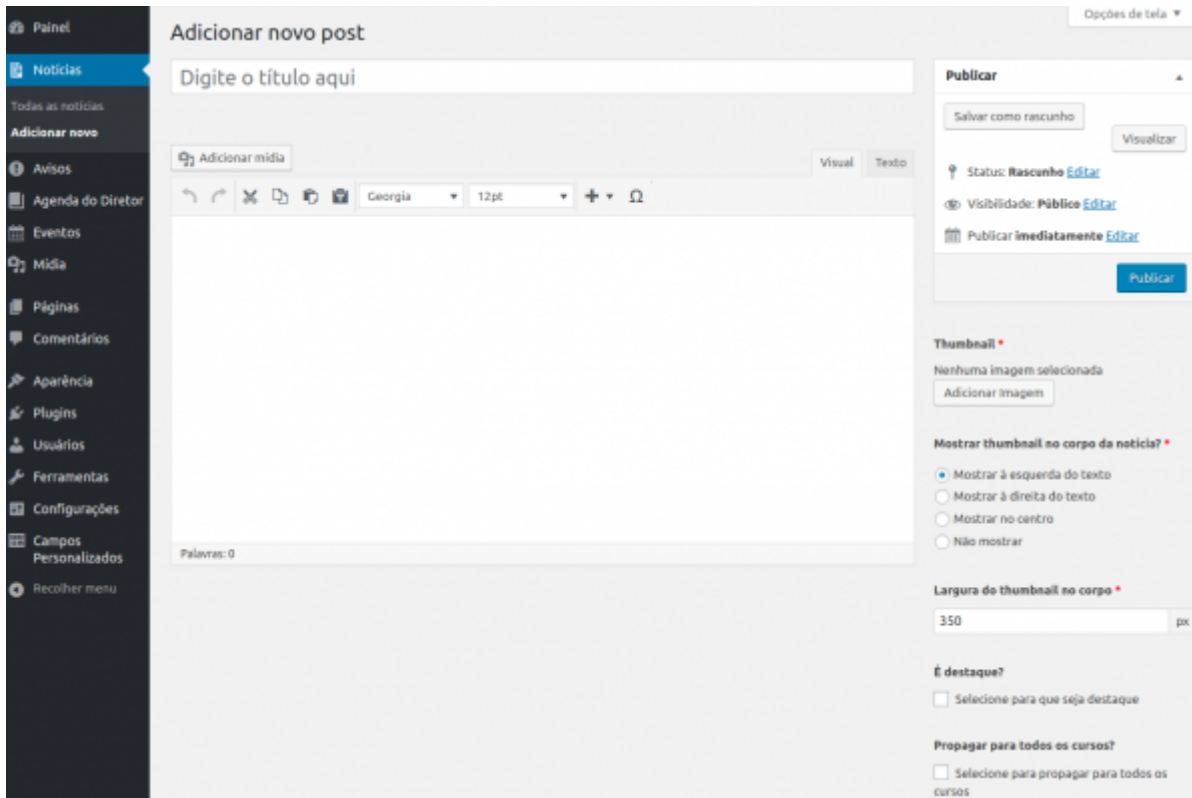 Opções de tela
Painel
Notícias
Todas as notícias
Adicionar novo
Avisos
Agenda do Diretor
Eventos
Mídia
Páginas
Comentários
Aparência
Plugins
Usuários
Ferramentas
Configurações
Campos
Personalizados
Recolher menu
Adicionar novo post
Digite o título aqui
Adicionar mídia
Visual Texto
Georgia 12pt Ω
Palavras: 0
Publicar
Salvar como rascunho
Visualizar
Status: Rascunho Editar
Visibilidade: Público Editar
Publicar imediatamente Editar
Publicar
Thumbnail *
Nenhuma imagem selecionada
Adicionar Imagem
Mostrar thumbnail no corpo da notícia? *
Mostrar à esquerda do texto
Mostrar à direita do texto
Mostrar no centro
Não mostrar
Largura do thumbnail no corpo *
350 px
É destaque?
Selecione para que seja destaque
Propagar para todos os cursos?
Selecione para propagar para todos os
cursos